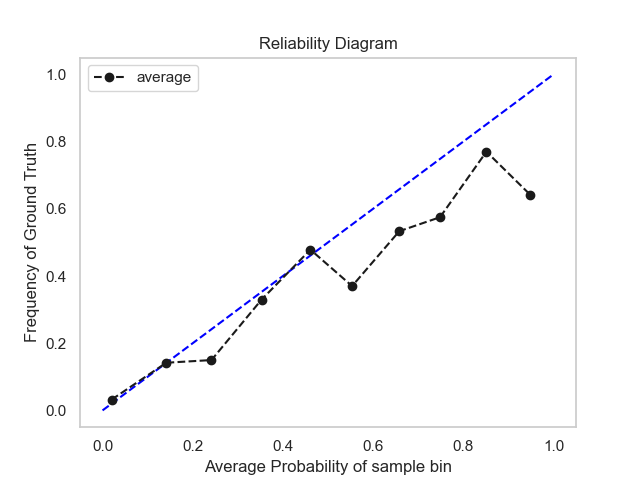 Reliability Diagram
average
Frequency of Ground Truth
1.0
0.8
0.6
0.4
0.2
0.0
0.0 0.2 0.4 0.6 0.8 1.0
Average Probability of sample bin